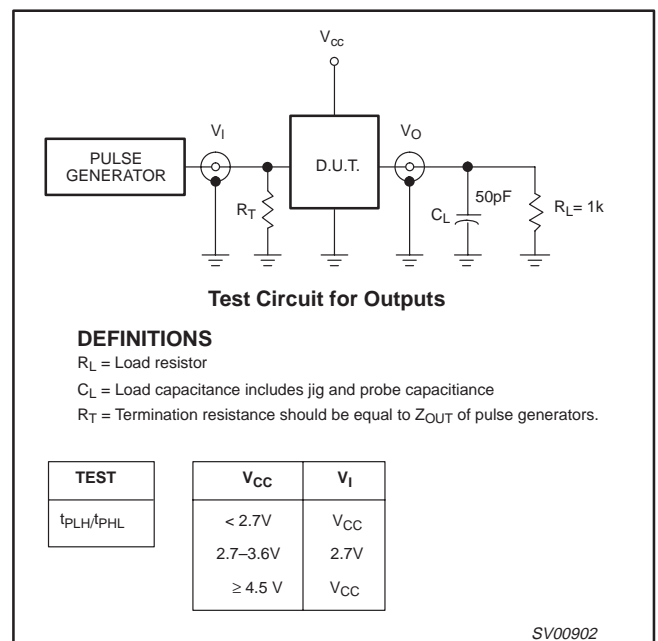 Vcc
VI
VO
PULSE
GENERATOR
D.U.T.
RT
50pF
CL
RL= 1k
Test Circuit for Outputs
DEFINITIONS
RL = Load resistor
CL = Load capacitance includes jig and probe capacitiance
RT = Termination resistance should be equal to ZOUT of pulse generators.
TEST
tPLH/tPHL
VCC VI
< 2.7V VCC
2.7–3.6V 2.7V
≥ 4.5 V VCC
SV00902